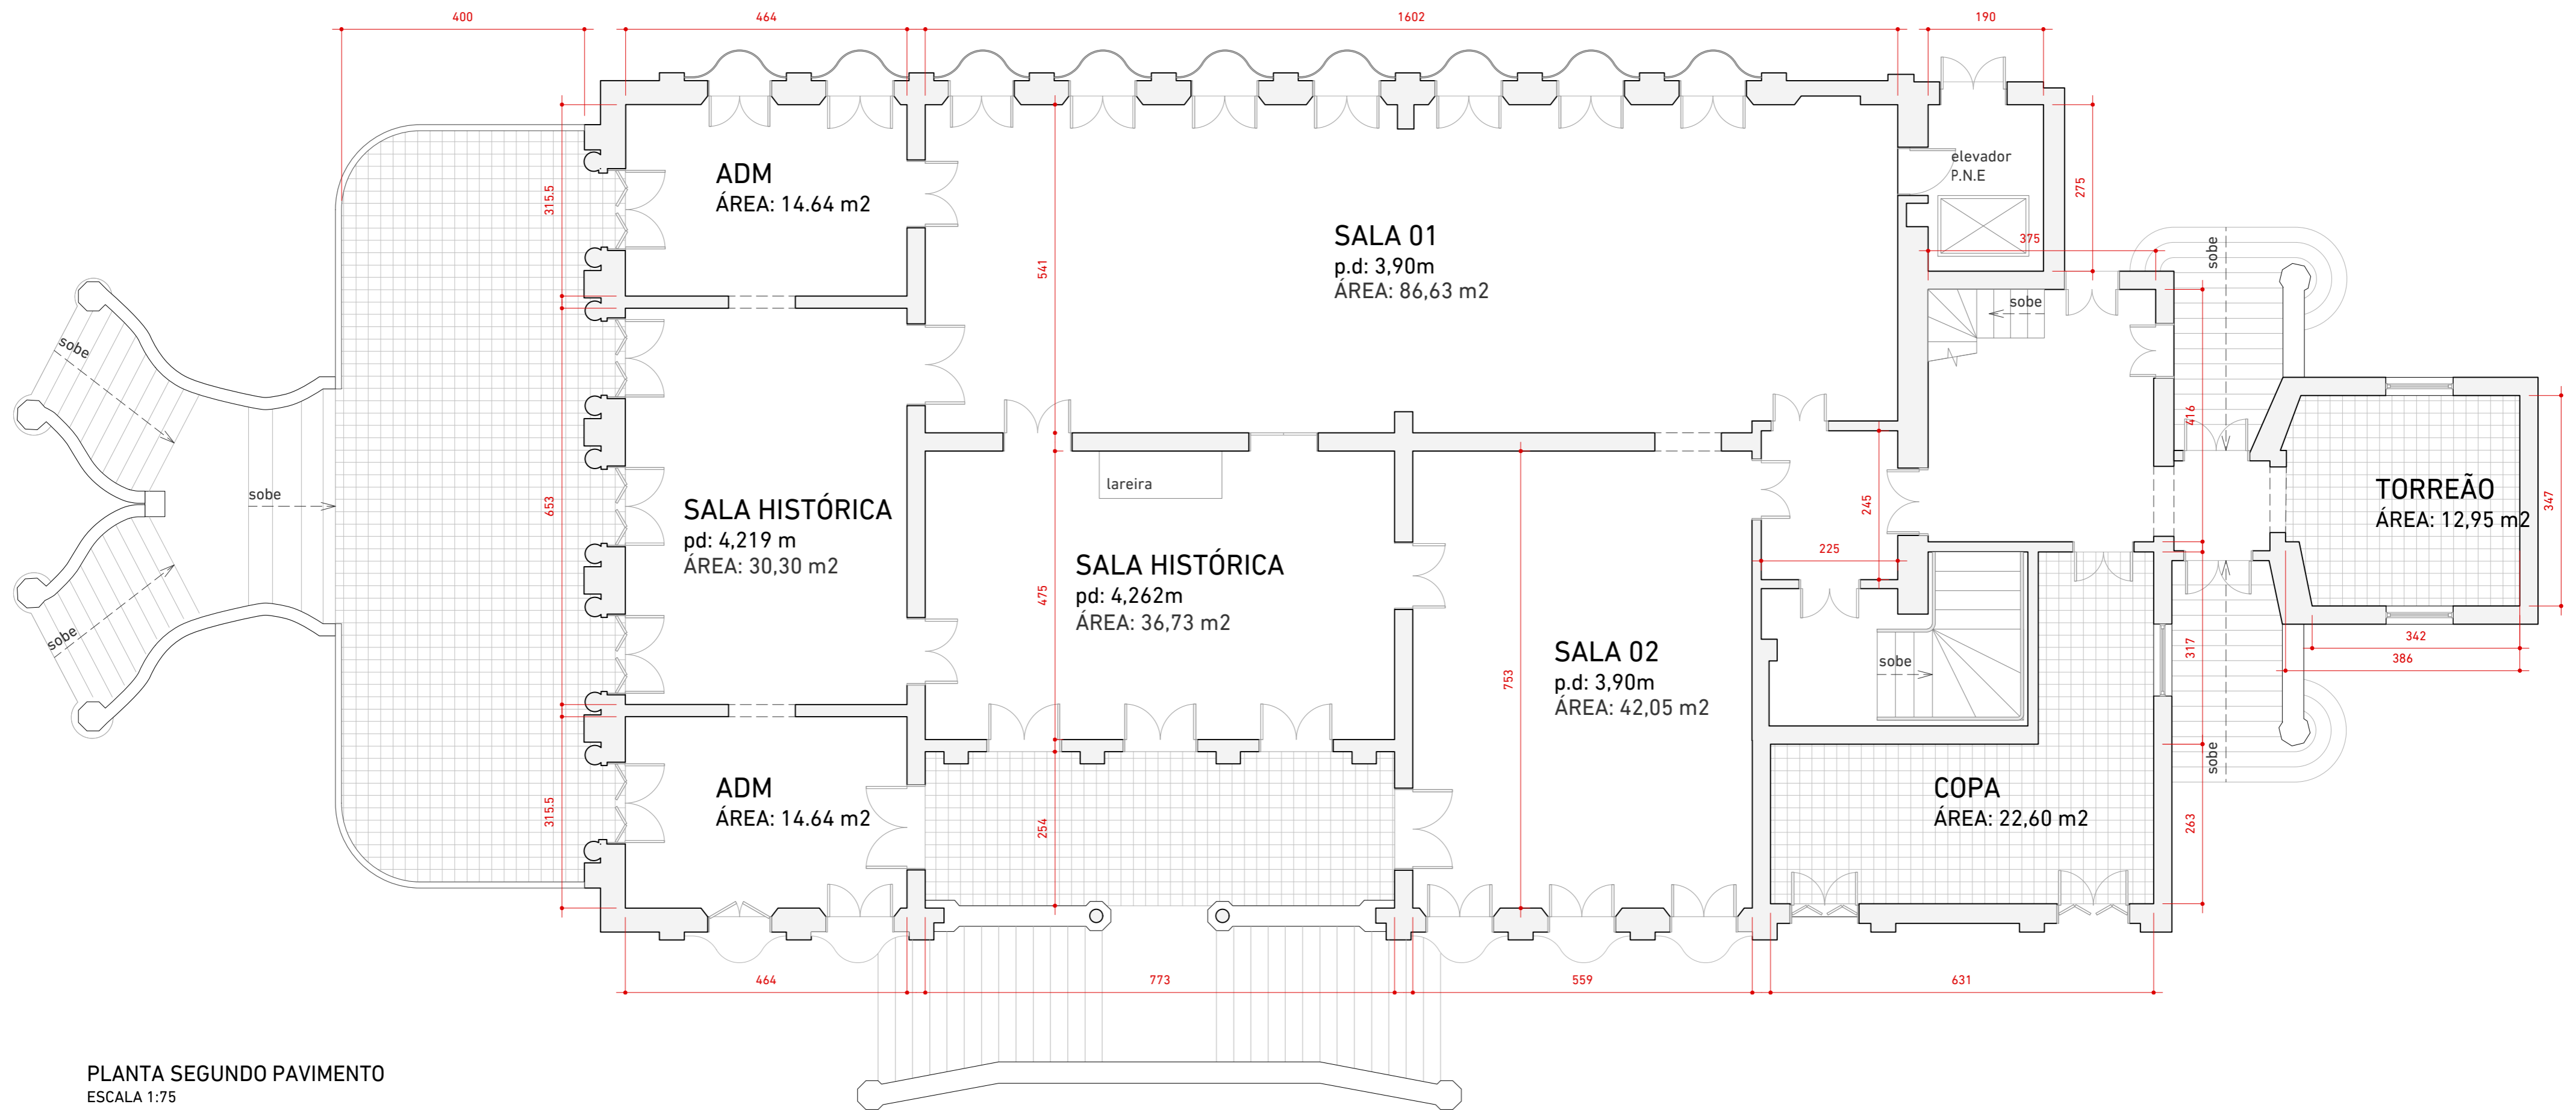 400
464
1602
190
ADM
ÁREA: 14.64 m2
315.5
541
SALA 01
p.d: 3,90m
ÁREA: 86,63 m2
elevador
P.N.E
275
375
sobe
sobe
sobe
416
lareira
sobe
653
SALA HISTÓRICA
pd: 4,219 m
ÁREA: 30,30 m2
SALA HISTÓRICA
pd: 4,262m
ÁREA: 36,73 m2
475
245
225
TORREÃO
ÁREA: 12,95 m2
347
342
386
317
sobe
753
SALA 02
p.d: 3,90m
ÁREA: 42,05 m2
sobe
sobe
ADM
ÁREA: 14.64 m2
315.5
254
COPA
ÁREA: 22,60 m2
263
464
773
559
631
PLANTA SEGUNDO PAVIMENTO
ESCALA 1:75